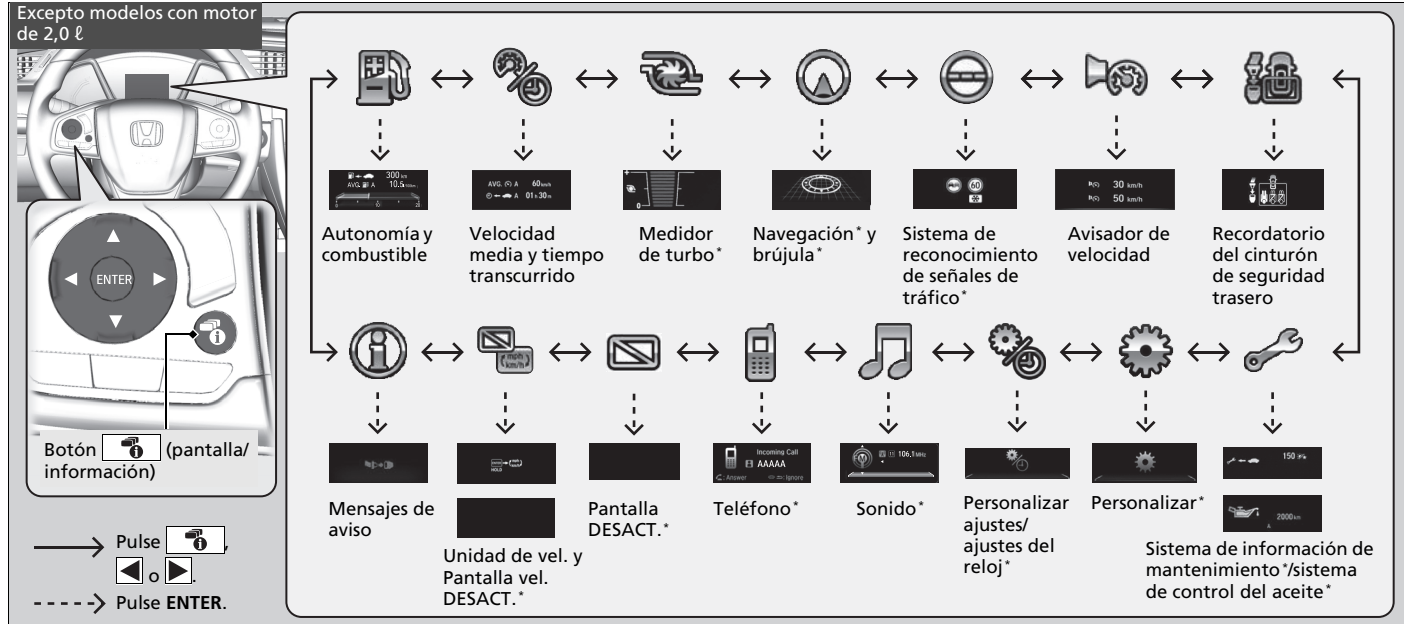 Excepto modelos con motor
de 2,0 ℓ
300 km
AVG. A 10.5
0 10 20
Autonomía y
combustible
AVG. A 60 km/h
A 01 h 30 m
Velocidad
media y tiempo
transcurrido
+
0
Medidor
de turbo*
Navegación* y
brújula*
60
Sistema de
reconocimiento
de señales de
tráfico*
30 km/h
50 km/h
Avisador de
velocidad
Recordatorio
del cinturón
de seguridad
trasero
ENTER
Botón (pantalla/
información)
Mensajes de
aviso
mph
km/h
HOLD
Unidad de vel. y
Pantalla vel.
DESACT.*
Pantalla
DESACT.*
Incoming Call
AAAAA
: Answer : Ignore
Teléfono*
106,1 MHz
Sonido*
Personalizar
ajustes/
ajustes del
reloj*
Personalizar*
150
2000 km
Sistema de información de
mantenimiento*/sistema
de control del aceite*
Pulse ,
o .
Pulse ENTER.